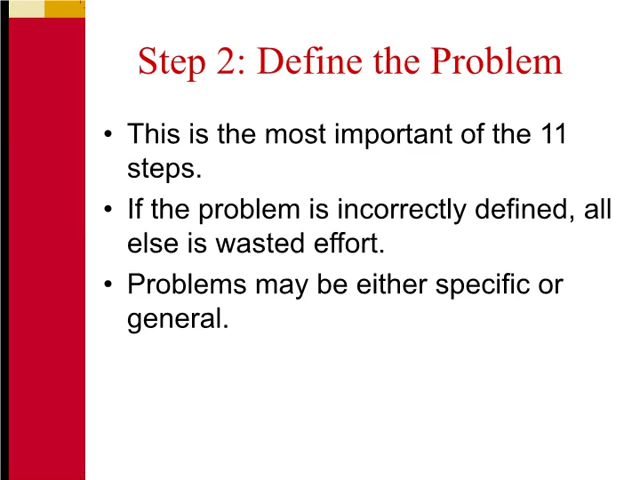 Step 2: Define the Problem
• This is the most important of the 11
steps.
• If the problem is incorrectly defined, all
else is wasted effort.
• Problems may be either specific or
general.